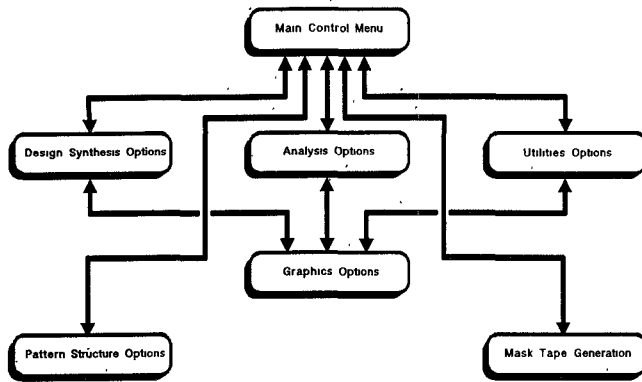 Main Control Menu
Design Synthesis Options
Analysis Options
Utilities Options
Graphics Options
Pattern Structure Options
Mask Tape Generation